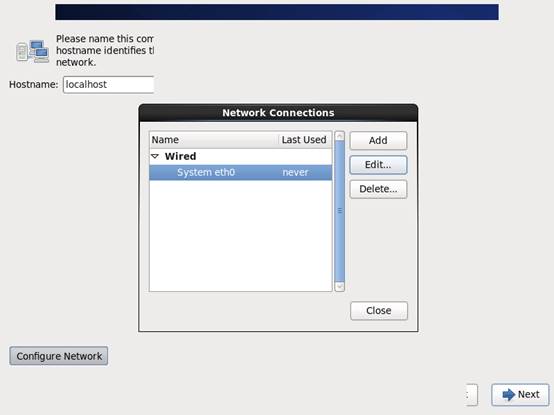 Please name this com
hostname identifies t
network.
Hostname: localhost
Network Connections
Name Last Used
Wired
System eth0 never
Add
Edit...
Delete...
Close
Configure Network
Next